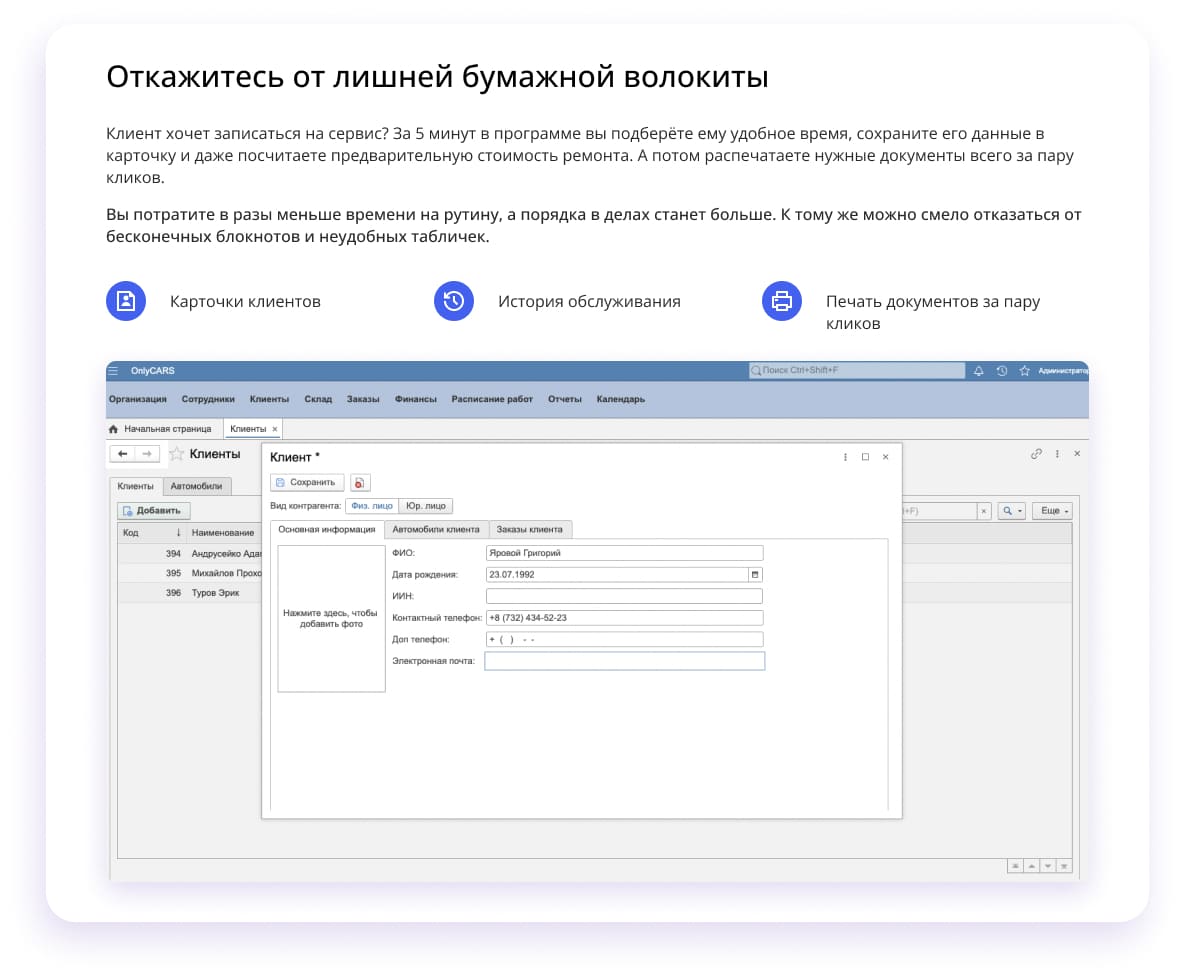 Откажитесь от лишней бумажной волокиты
Клиент хочет записаться на сервис? За 5 минут в программе вы подберёте ему удобное время, сохраните его данные в
карточку и даже посчитаете предварительную стоимость ремонта. А потом распечатаете нужные документы всего за пару
кликов.
Вы потратите в разы меньше времени на рутину, а порядка в делах станет больше. К тому же можно смело отказаться от
бесконечных блокнотов и неудобных табличек.
Карточки клиентов
История обслуживания
Печать документов за пару
кликов
OnlyCARS
Поиск Ctrl+Shift+F
Администратор
Организация Сотрудники Клиенты Склад Заказы Финансы Расписание работ Отчеты Календарь
Начальная страница
Клиенты ×
Клиенты
Клиенты Автомобили
Добавить
Код ↓ Наименование
394 Андрусейко Ада
395 Михайлов Прохо
396 Туров Эрик
Клиент *
Сохранить
Вид контрагента: Физ. лицо Юр. лицо
Основная информация Автомобили клиента Заказы клиента
Нажмите здесь, чтобы
добавить фото
ФИО: Яровой Григорий
Дата рождения: 23.07.1992
ИИН:
Контактный телефон: +8 (732) 434-52-23
Доп телефон: + ( ) - -
Электронная почта:
+F)
×
Еще